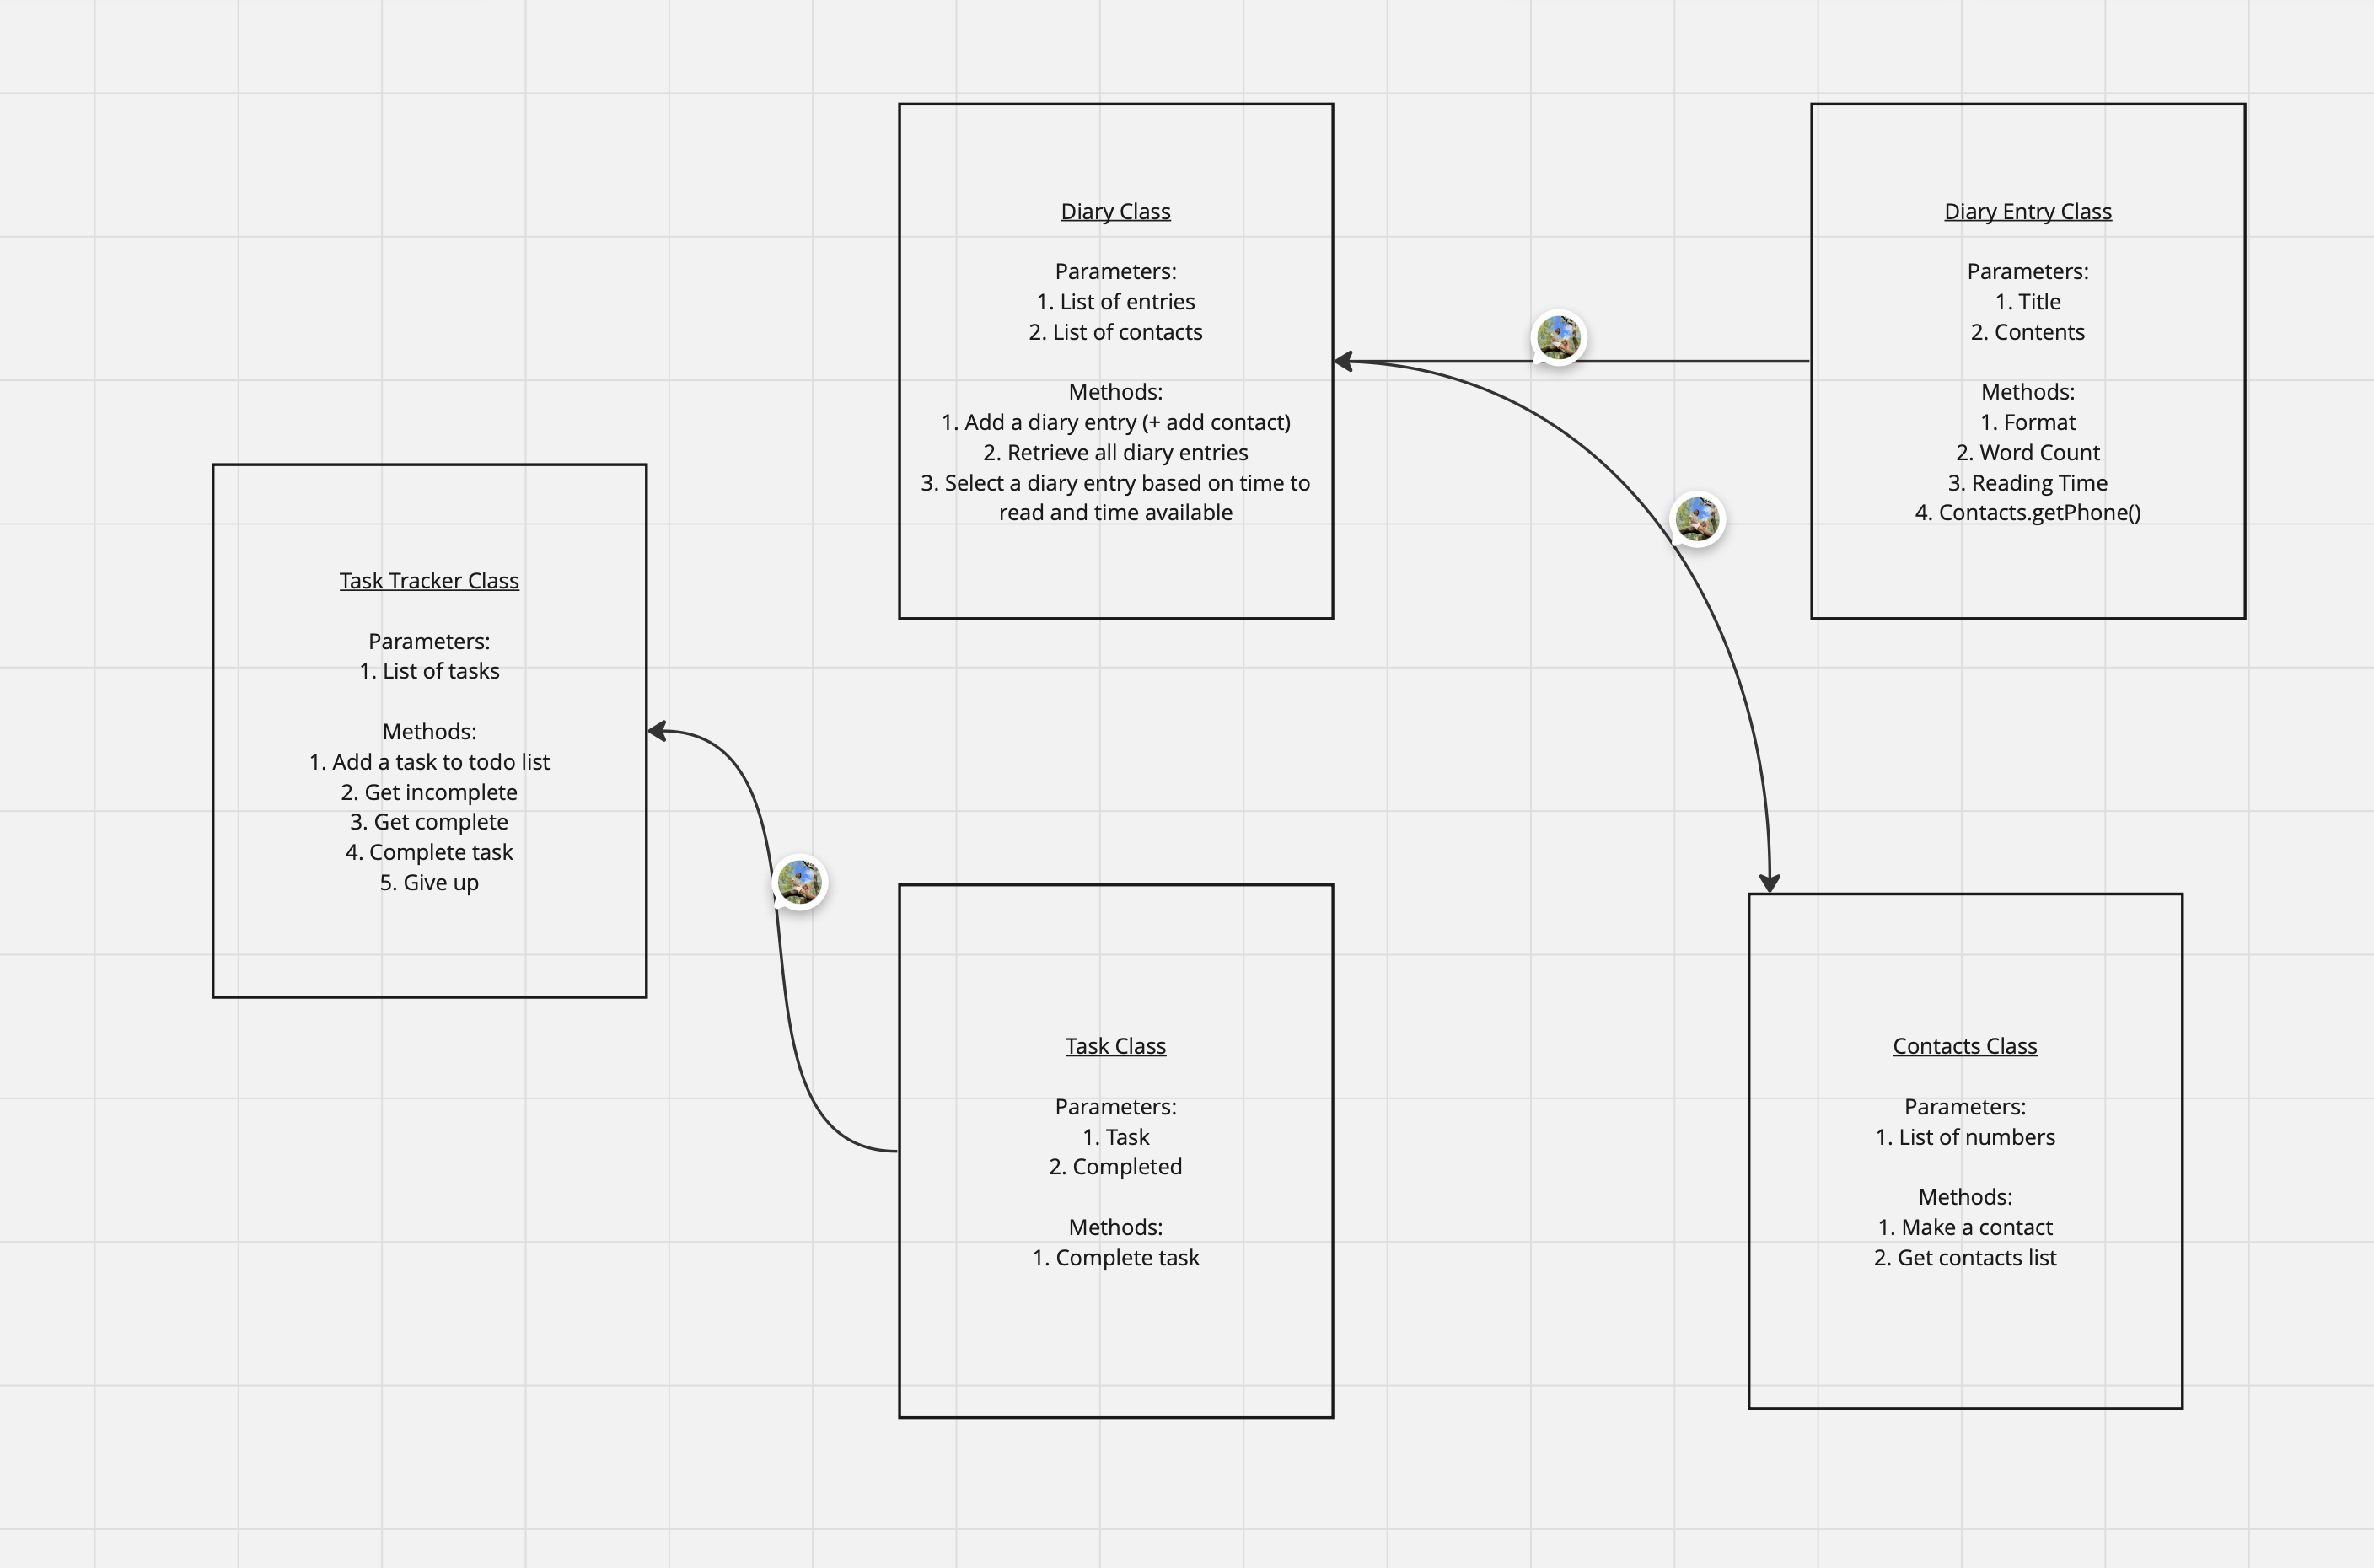 Diary Class
Parameters:
1. List of entries
2. List of contacts
Methods:
1. Add a diary entry (+ add contact)
2. Retrieve all diary entries
3. Select a diary entry based on time to
read and time available
Diary Entry Class
Parameters:
1. Title
2. Contents
Methods:
1. Format
2. Word Count
3. Reading Time
4. Contacts.getPhone()
Task Tracker Class
Parameters:
1. List of tasks
Methods:
1. Add a task to todo list
2. Get incomplete
3. Get complete
4. Complete task
5. Give up
Task Class
Parameters:
1. Task
2. Completed
Methods:
1. Complete task
Contacts Class
Parameters:
1. List of numbers
Methods:
1. Make a contact
2. Get contacts list